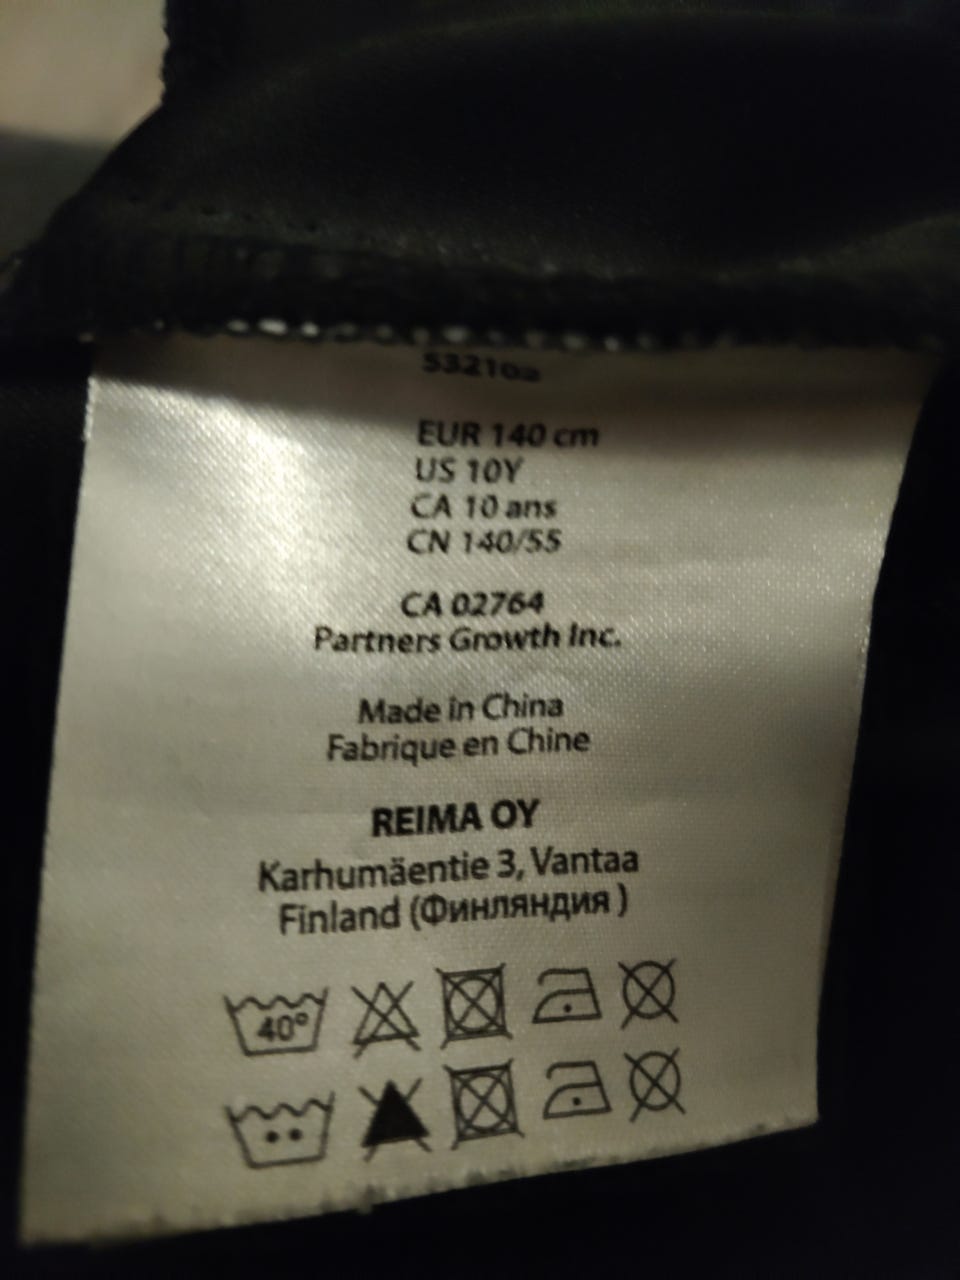 532102
EUR 140 cm
US 10Y
CA 10 ans
CN 140/55
CA 02764
Partners Growth Inc.
Made in China
Fabrique en Chine
REIMA OY
Karhumäentie 3, Vantaa
Finland (Финляндия )
40°